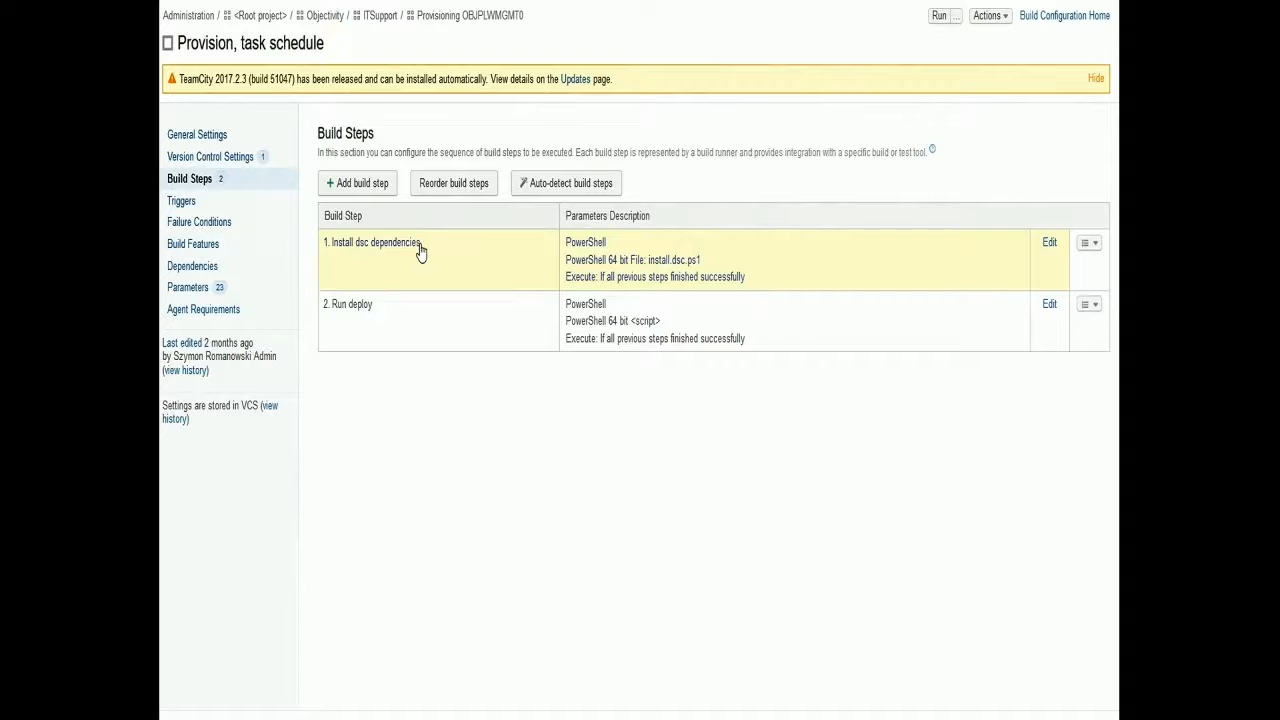 Administration / <Root project> / Objectivity / ITSupport / Provisioning OBJPLWMGMT0
Run ... Actions Build Configuration Home
Provision, task schedule
TeamCity 2017.2.3 (build 51047) has been released and can be installed automatically. View details on the Updates page.
Hide
General Settings
Version Control Settings 1
Build Steps 2
Triggers
Failure Conditions
Build Features
Dependencies
Parameters 23
Agent Requirements
Last edited 2 months ago
by Szymon Romanowski Admin
(view history)
Settings are stored in VCS (view
history)
Build Steps
In this section you can configure the sequence of build steps to be executed. Each build step is represented by a build runner and provides integration with a specific build or test tool.
+ Add build step Reorder build steps Auto-detect build steps
Build Step Parameters Description
1. Install dsc dependencies PowerShell Edit
PowerShell 64 bit File: install.dsc.ps1
Execute: If all previous steps finished successfully
2. Run deploy PowerShell Edit
PowerShell 64 bit <script>
Execute: If all previous steps finished successfully